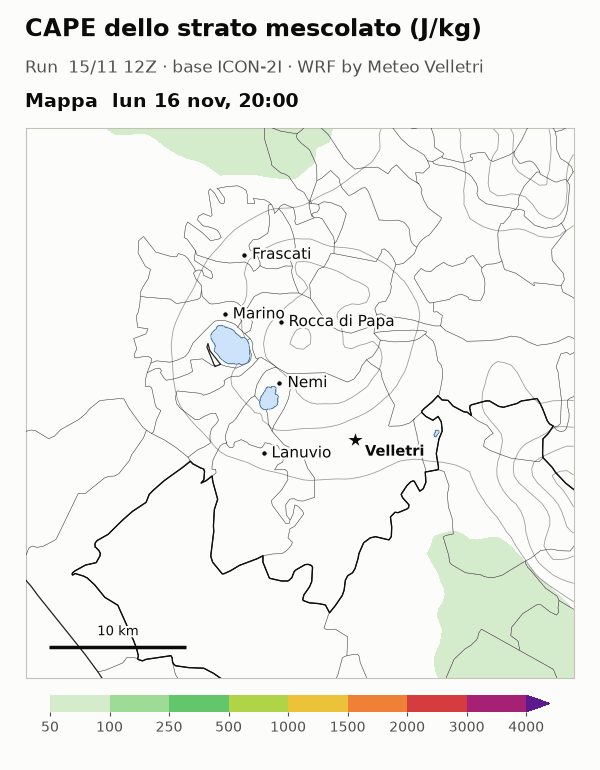 CAPE dello strato mescolato (J/kg)
Run  15/11 12Z · base ICON-2I · WRF by Meteo Velletri
Mappa  lun 16 nov, 20:00
Frascati
Marino
Rocca di Papa
Nemi
Velletri
Lanuvio
10 km
50 100 250 500 1000 1500 2000 3000 4000